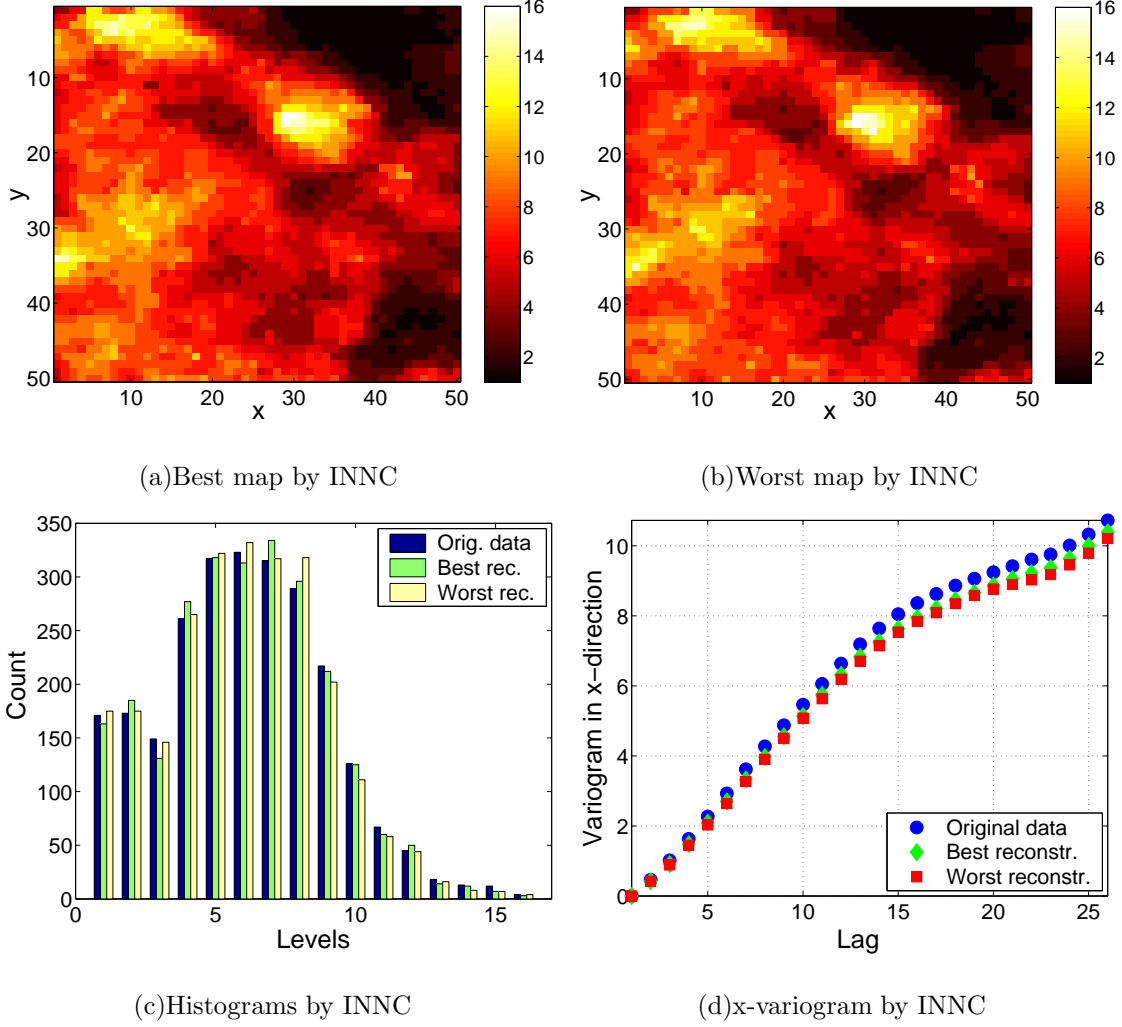 10
20
30
40
50
y
10 20 30 40 50
x
16
14
12
10
8
6
4
2
(a)Best map by INNC
10
20
30
40
50
y
10 20 30 40 50
x
16
14
12
10
8
6
4
2
(b)Worst map by INNC
350
300
250
200
150
100
50
0
Count
0 5 10 15
Levels
Orig. data
Best rec.
Worst rec.
(c)Histograms by INNC
10
8
6
4
2
0
Variogram in x−direction
5 10 15 20 25
Lag
Original data
Best reconstr.
Worst reconstr.
(d)x-variogram by INNC